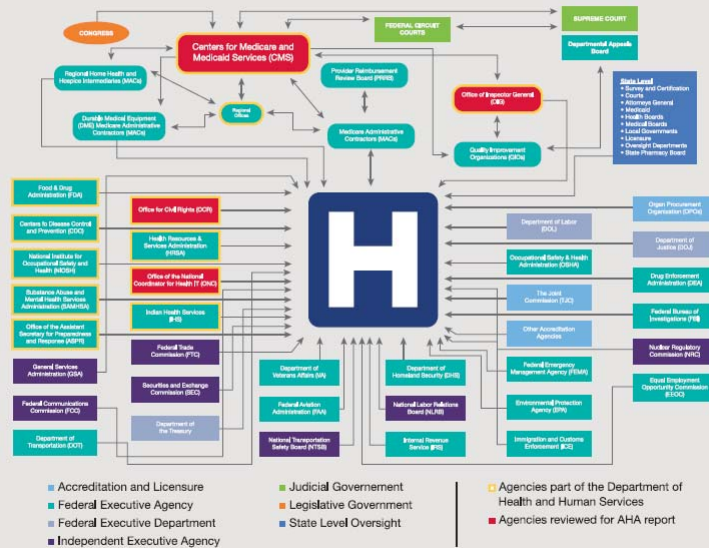 CONGRESS
Centers for Medicare and
Medicaid Services (CMS)
FEDERAL CIRCUIT
COURTS
SUPREME COURT
Departmental Appeals
Board
Regional Home Health and
Hospice Intermediaries (MACs)
Provider Reimbursement
Review Board (PRRB)
Office of Inspector General
(OIG)
State Level
+ Survey and Certification
+ Courts
+ Attorneys General
+ Medicaid
+ Health Boards
+ Medical Boards
+ Local Governments
+ Licensure
+ Oversight Departments
+ State Pharmacy Board
Durable Medical Equipment
(DME) Medicare Administrative
Contractors (MACs)
Regional
Offices
Medicare Administrative
Contractors (MACs)
Quality Improvement
Organizations (QIOs)
Food & Drug
Administration (FDA)
Office for Civil Rights (OCR)
Organ Procurement
Organization (OPOs)
Centers fo Disease Control
and Prevention (CDC)
Health Resources &
Services Administration
(HRSA)
H
Department of Labor
(DOL)
Department of
Justice (DOJ)
National Institute for
Occupational Safety and
Health (NIOSH)
Office of the National
Coordinator for Health IT (ONC)
Occupational Safety & Health
Administration (OSHA)
Drug Enforcement
Administration (DEA)
Substance Abuse and
Mental Health Services
Administration (SAMHSA)
Indian Health Services
(IHS)
The Joint
Commission (TJC)
Federal Bureau of
Investigations (FBI)
Office of the Assistant
Secretary for Preparedness
and Response (ASPR)
Federal Trade
Commission (FTC)
Other Accreditation
Agencies
Nuclear Regulatory
Commission (NRC)
General Services
Administration (GSA)
Securities and Exchange
Commission (SEC)
Department of
Veterans Affairs (VA)
Department of
Homeland Security (DHS)
Federal Emergency
Management Agency (FEMA)
Equal Employment
Opportunity Commission
(EEOC)
Federal Communications
Commission (FCC)
Department of
the Treasury
Federal Aviation
Administration (FAA)
National Labor Relations
Board (NLRB)
Environmental Protection
Agency (EPA)
Department of
Transportation (DOT)
National Transportation
Safety Board (NTSB)
Internal Revenue
Service (IRS)
Immigration and Customs
Enforcement (ICE)
Accreditation and Licensure
Federal Executive Agency
Federal Executive Department
Independent Executive Agency
Judicial Governement
Legislative Government
State Level Oversight
Agencies part of the Department of
Health and Human Services
Agencies reviewed for AHA report